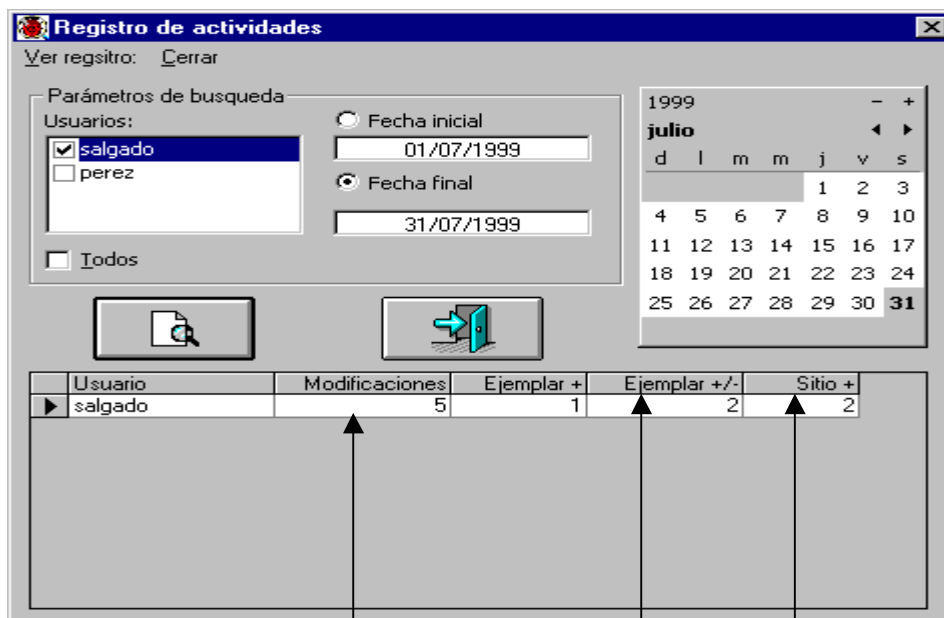 Registro de actividades
Ver regsitro: Cerrar
Parámetros de busqueda
Usuarios:
salgado
perez
Todos
Fecha inicial
01/07/1999
Fecha final
31/07/1999
1999 - +
julio
d l m m j v s
1 2 3
4 5 6 7 8 9 10
11 12 13 14 15 16 17
18 19 20 21 22 23 24
25 26 27 28 29 30 31
Usuario Modificaciones Ejemplar + Ejemplar +/- Sitio +
salgado 5 1 2 2